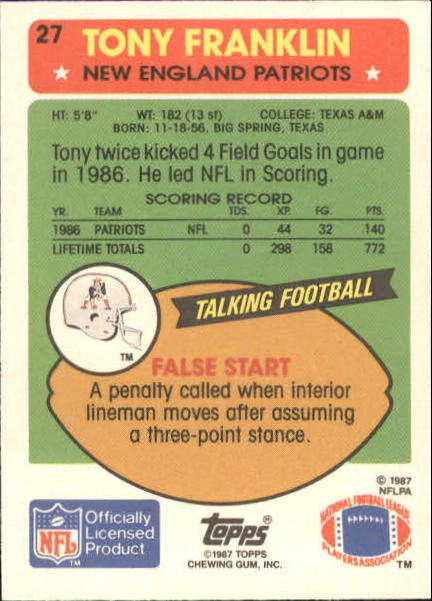 27 TONY FRANKLIN
NEW ENGLAND PATRIOTS
HT: 5'8" WT: 182 (13 st) COLLEGE: TEXAS A&M
BORN: 11-18-56, BIG SPRING, TEXAS
Tony twice kicked 4 Field Goals in game
in 1986. He led NFL in Scoring.
SCORING RECORD
YR. TEAM TDS. XP. FG. PTS.
1986 PATRIOTS NFL 0 44 32 .140
LIFETIME TOTALS 0 298 158 772
TALKING FOOTBALL
TM
FALSE START
A penalty called when interior
lineman moves after assuming
a three-point stance.
© 1987
NFLPA
NFL
TM
Officially
Licensed
Product
Topps®
©1987 TOPPS
CHEWING GUM, INC.
NATIONAL FOOTBALL LEAGUE
PLAYERS ASSOCIATION
TM